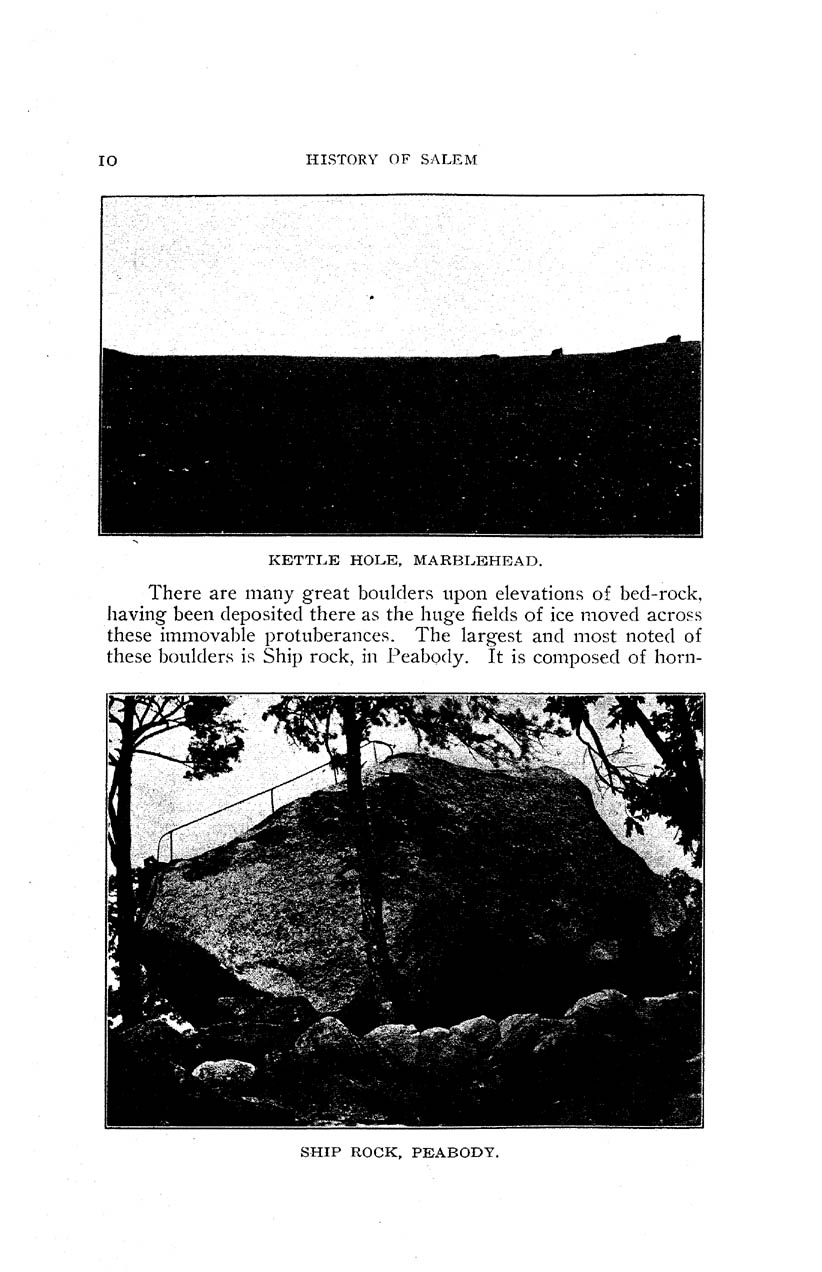 10 HISTORY OF SALEM
KETTLE HOLE, MARBLEHEAD.
There are many great boulders upon elevations of bed-rock,
having been deposited there as the huge fields of ice moved across
these immovable protuberances. The largest and most noted of
these boulders is Ship rock, in Peabody. It is composed of horn-
SHIP ROCK, PEABODY.